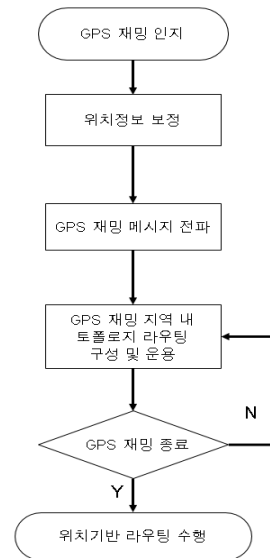 GPS 재밍 인지
위치정보 보정
GPS 재밍 메시지 전파
GPS 재밍 지역 내
토폴로지 라우팅
구성 및 운용
N
GPS 재밍 종료
Y
위치기반 라우팅 수행